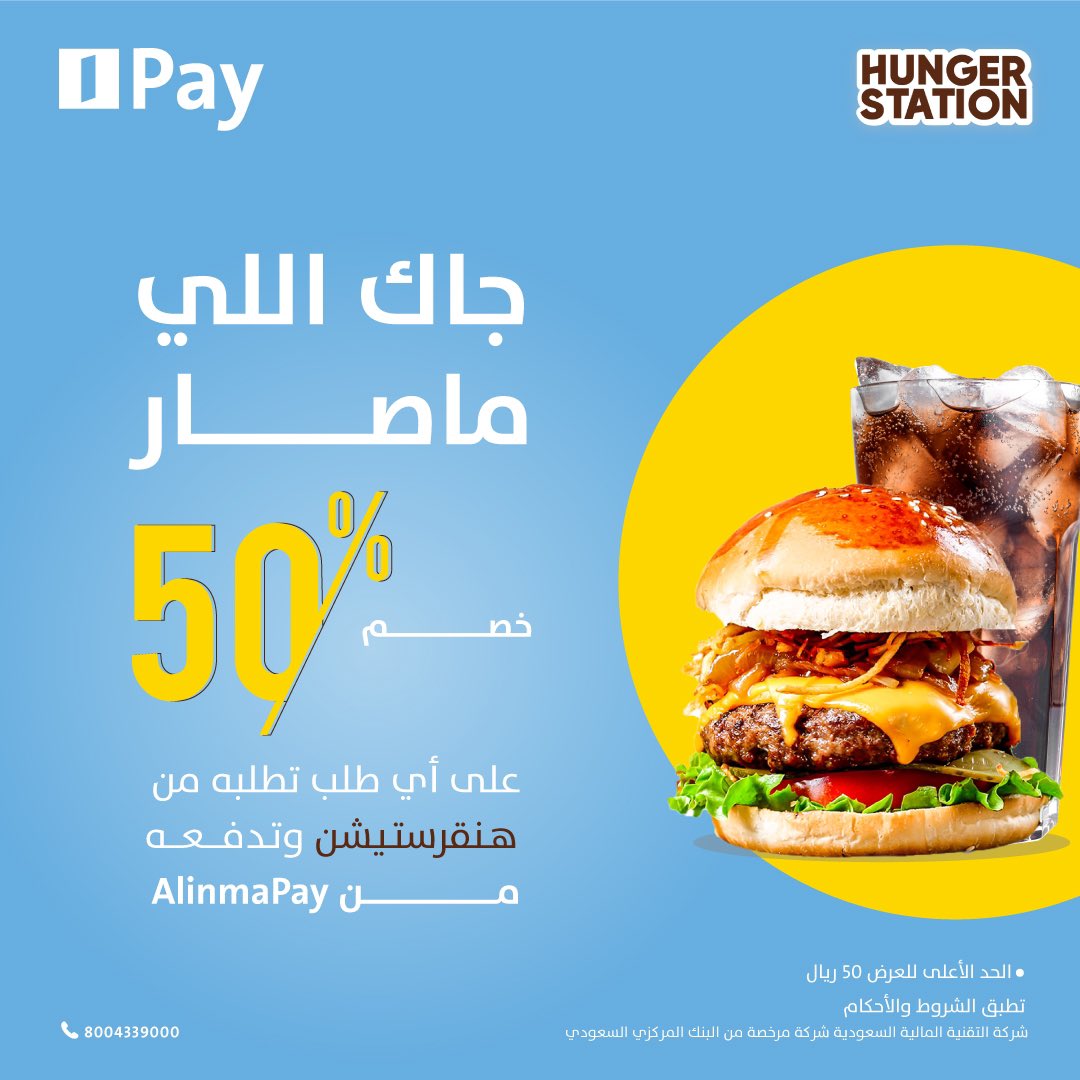 Pay
HUNGER
STATION
جاك اللي
ماصار
50%
خصم
على أي طلب تطلبه من
هنقرستيشن وتدفعه
من AlinmaPay
• الحد الأعلى للعرض 50 ريال
تطبق الشروط والأحكام
شركة التقنية المالية السعودية شركة مرخصة من البنك المركزي السعودي
8004339000